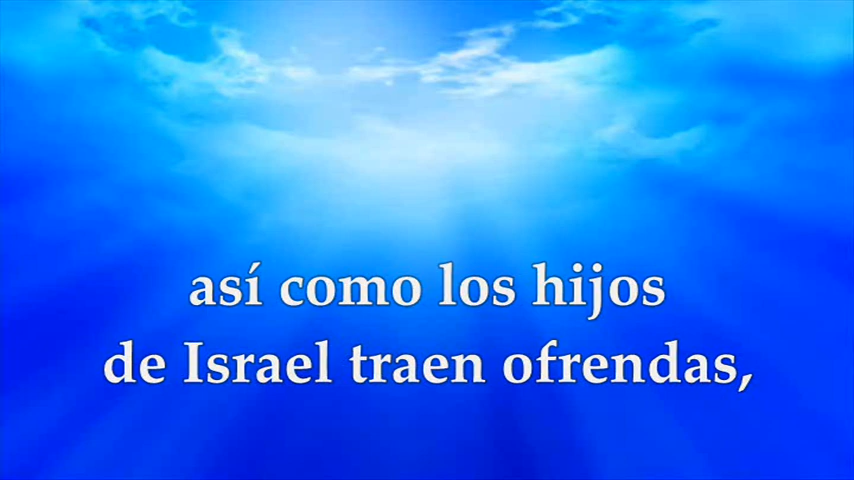 así como los hijos
de Israel traen ofrendas,